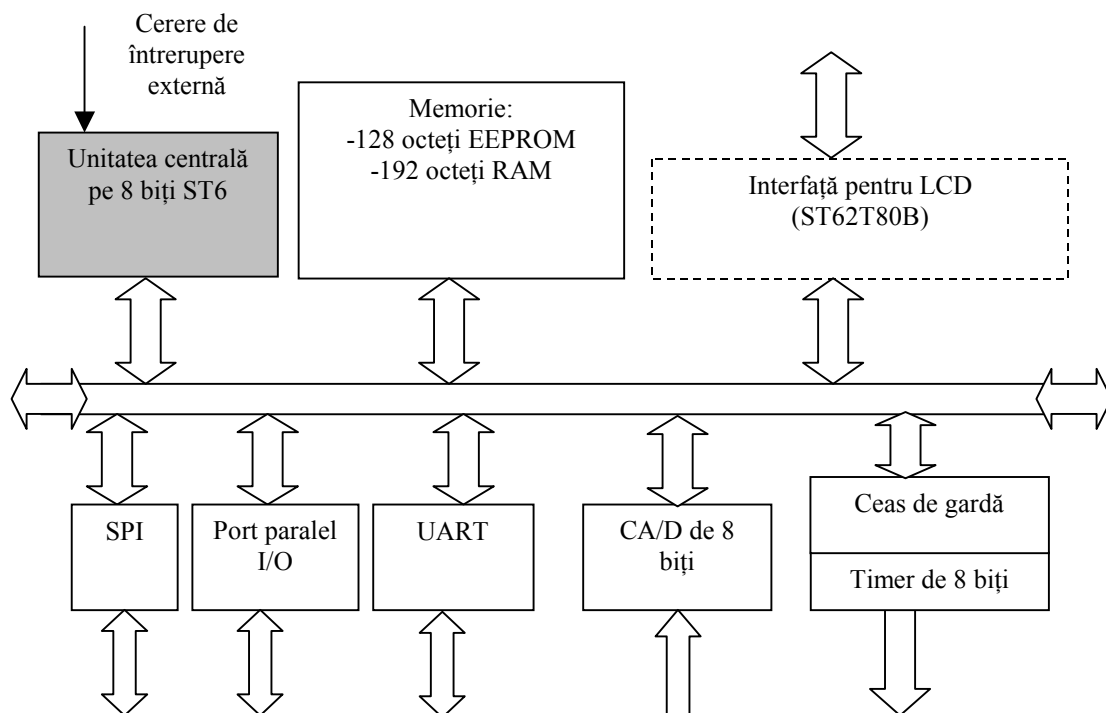 Cerere de
întrerupere
externă
Unitatea centrală
pe 8 biți ST6
Memorie:
-128 octeți EEPROM
-192 octeți RAM
Interfață pentru LCD
(ST62T80B)
SPI
Port paralel
I/O
UART
CA/D de 8
biți
Ceas de gardă
Timer de 8 biți